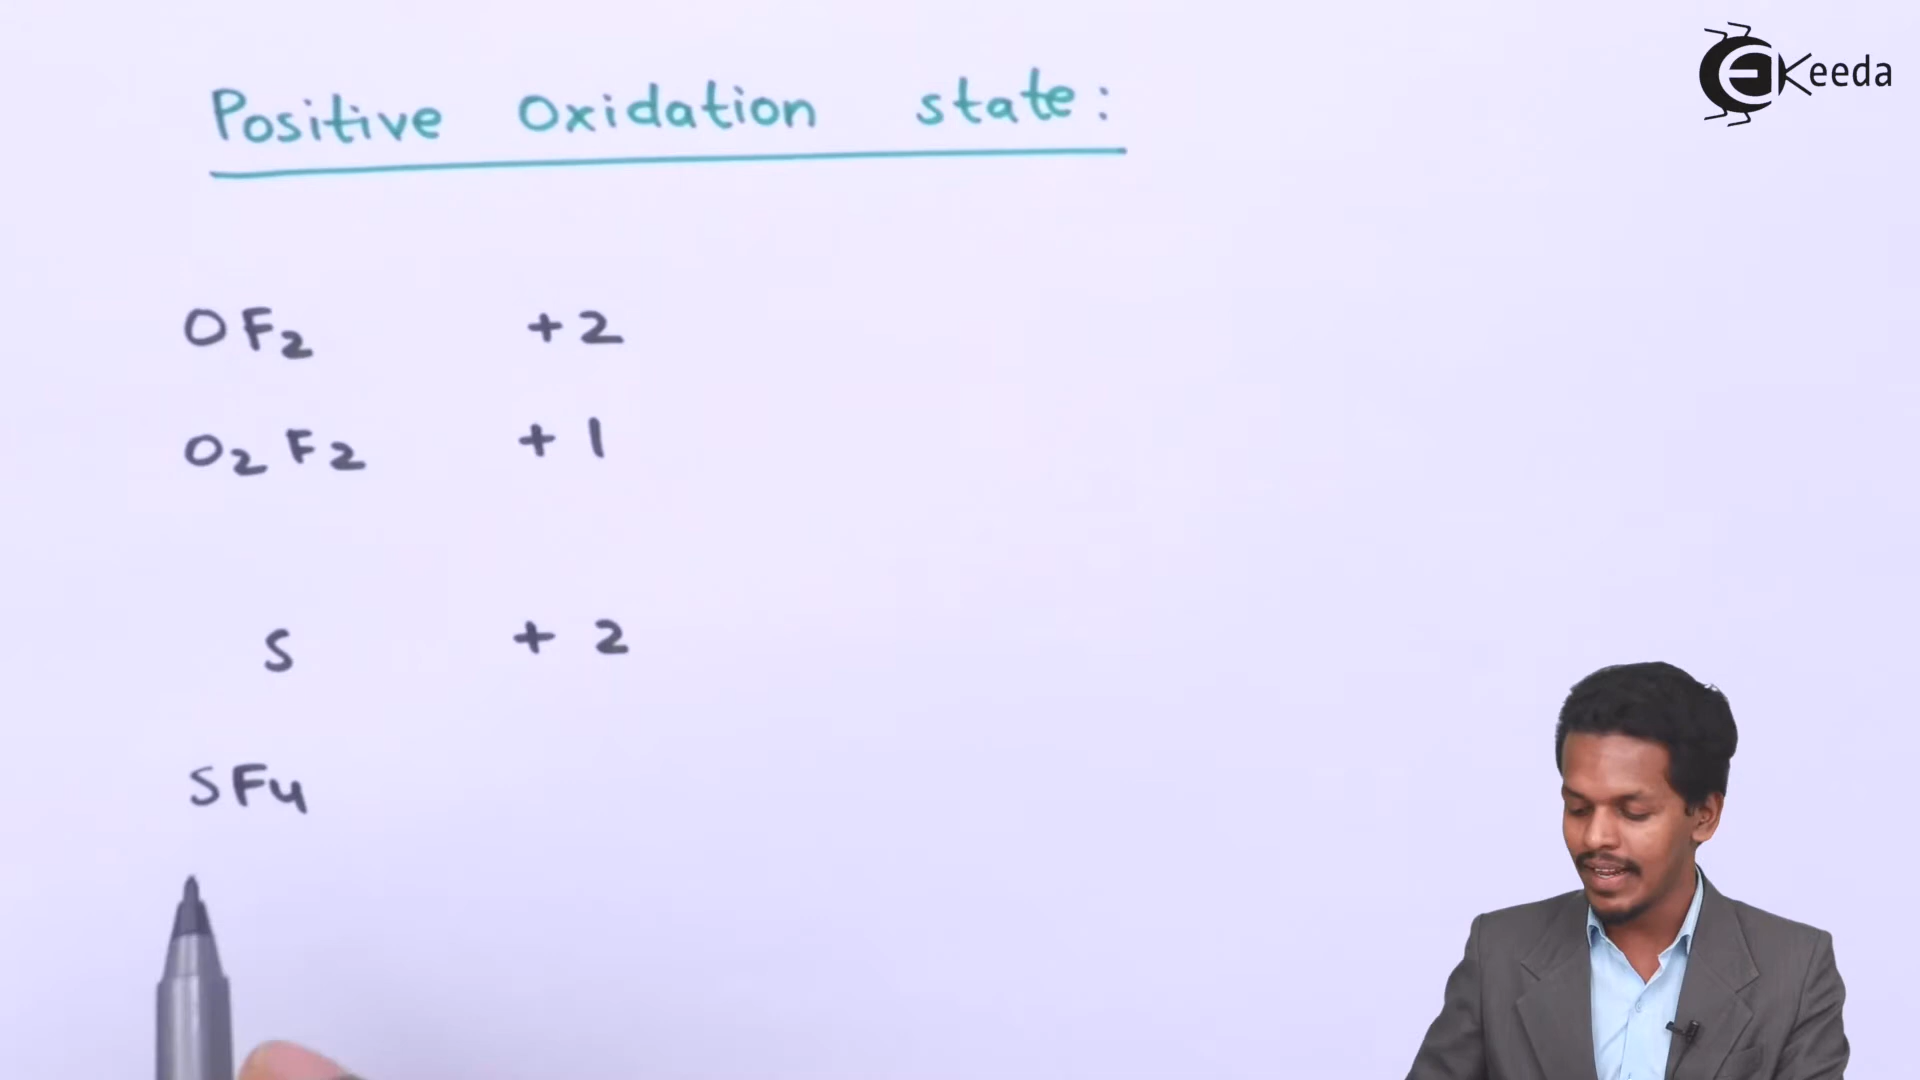 Keeda
Positive Oxidation state:
OF2 +2
O2F2 +1
S +2
SF4